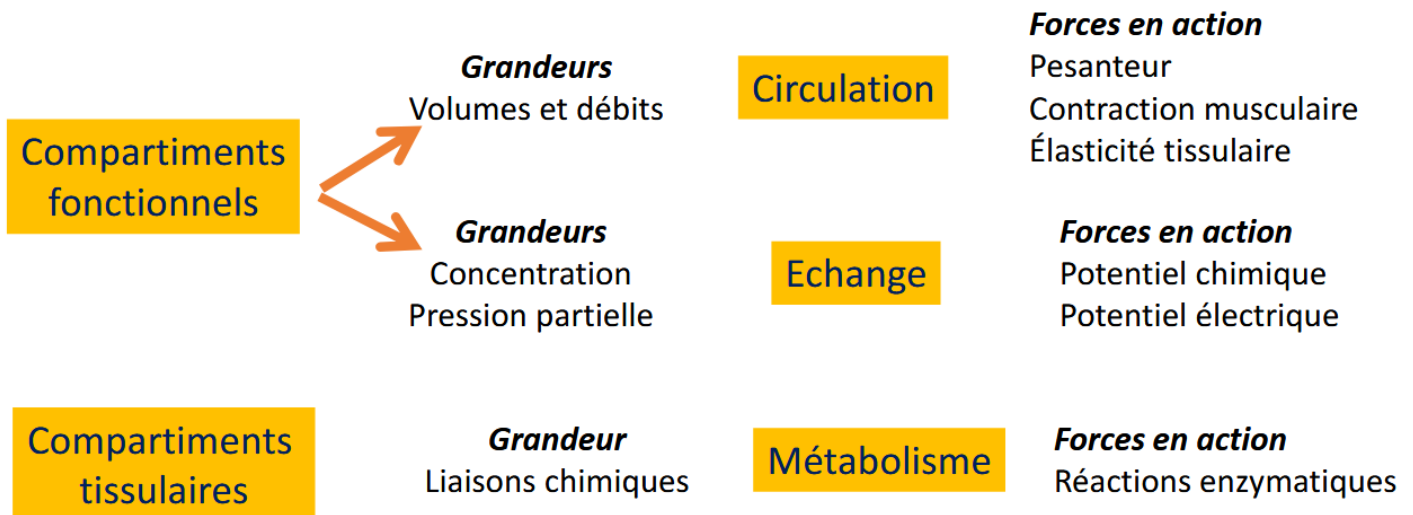 Compartiments
fonctionnels
Grandeurs
Volumes et débits
Circulation
Forces en action
Pesanteur
Contraction musculaire
Élasticité tissulaire
Grandeurs
Concentration
Pression partielle
Echange
Forces en action
Potentiel chimique
Potentiel électrique
Compartiments
tissulaires
Grandeur
Liaisons chimiques
Métabolisme
Forces en action
Réactions enzymatiques